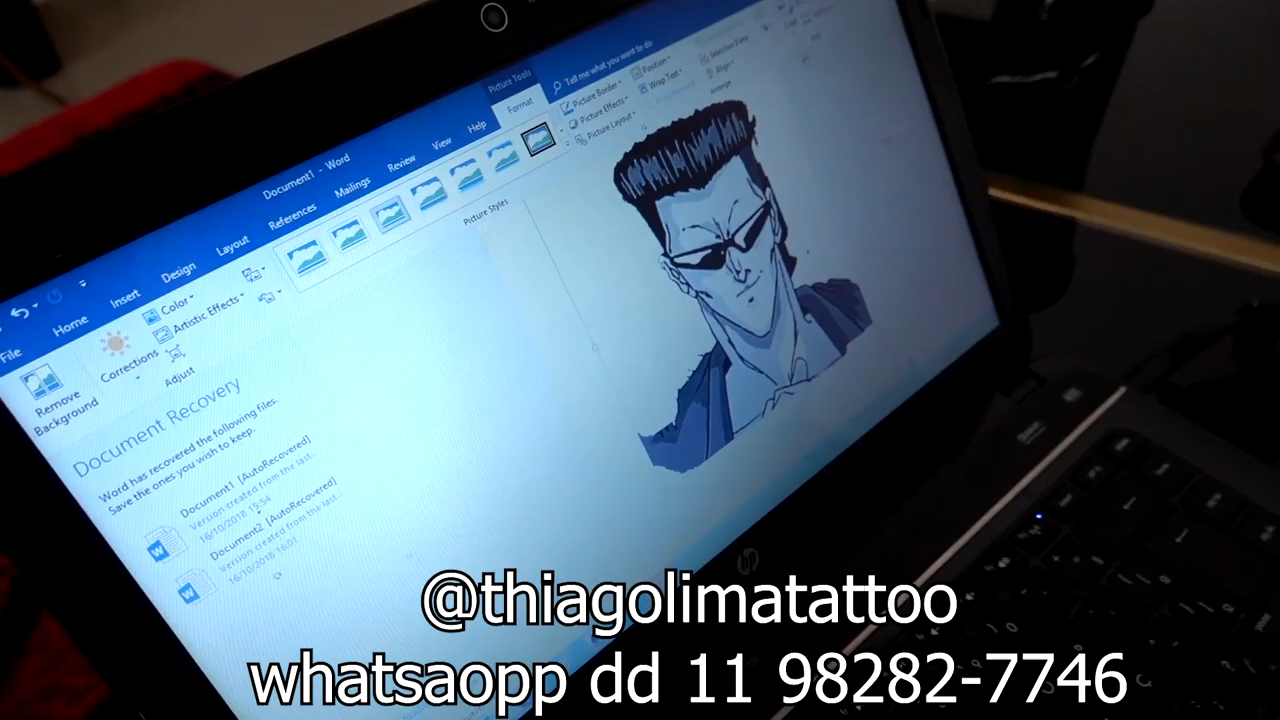 Document1 - Word
Picture Tools
File
Home
Insert
Design
Layout
References
Mailings
Review
View
Help
Format
Tell me what you want to do
Remove
Background
Corrections
Color
Artistic Effects
Adjust
Picture Styles
Picture Border
Picture Effects
Picture Layout
Position
Wrap Text
Selection Pane
Align
Arrange
Document Recovery
Word has recovered the following files.
Save the ones you wish to keep.
Document1 [AutoRecovered]
Version created from the last...
16/10/2018 15:54
Document2 [AutoRecovered]
Version created from the last...
16/10/2018 16:01
hp
@thiagolimatattoo
whatsaopp dd 11 98282-7746